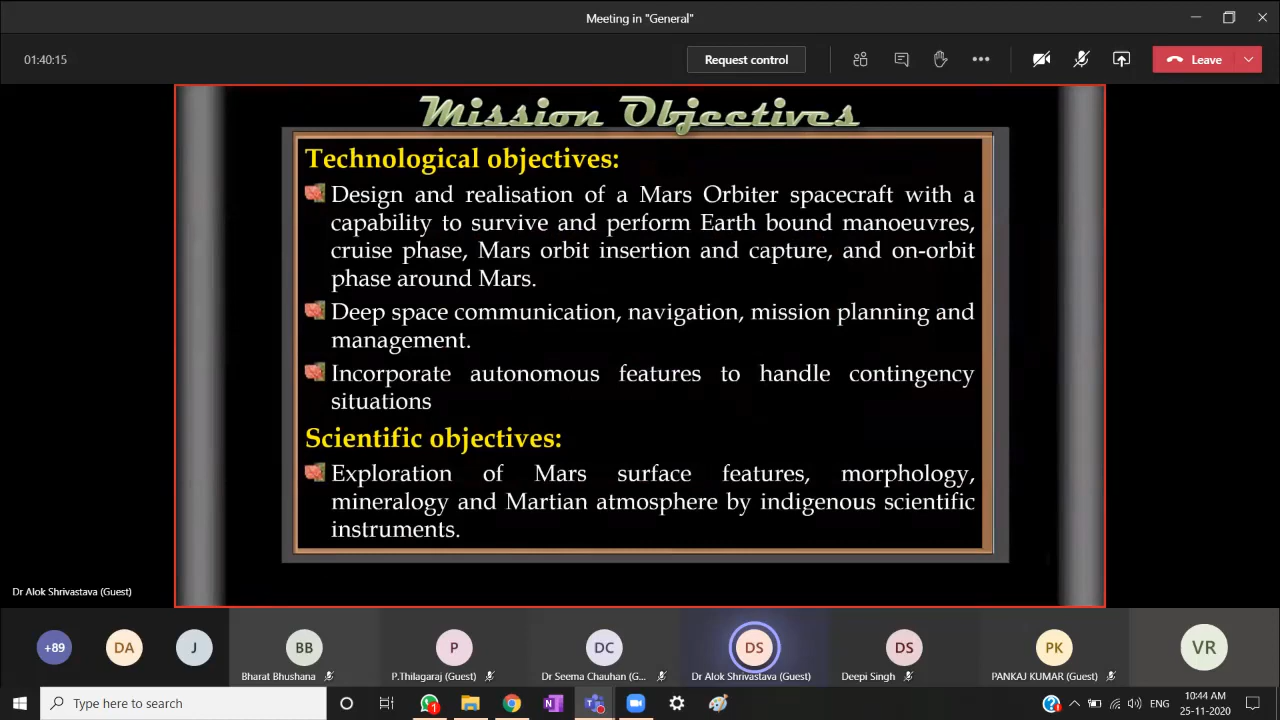 Meeting in "General"
01:40:15
Request control
Leave
Mission Objectives
Technological objectives:
Design and realisation of a Mars Orbiter spacecraft with a
capability to survive and perform Earth bound manoeuvres,
cruise phase, Mars orbit insertion and capture, and on-orbit
phase around Mars.
Deep space communication, navigation, mission planning and
management.
Incorporate autonomous features to handle contingency
situations
Scientific objectives:
Exploration of Mars surface features, morphology,
mineralogy and Martian atmosphere by indigenous scientific
instruments.
Dr Alok Shrivastava (Guest)
+89
DA
J
BB
P
DC
DS
DS
PK
VR
Bharat Bhushana
P.Thilagaraj (Guest)
Dr Seema Chauhan (G...
Dr Alok Shrivastava (Guest)
Deepi Singh
PANKAJ KUMAR (Guest)
Type here to search
ENG
10:44 AM
25-11-2020